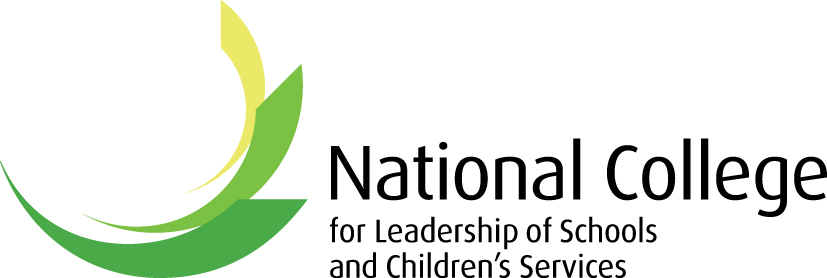 National College
for Leadership of Schools
and Children's Services